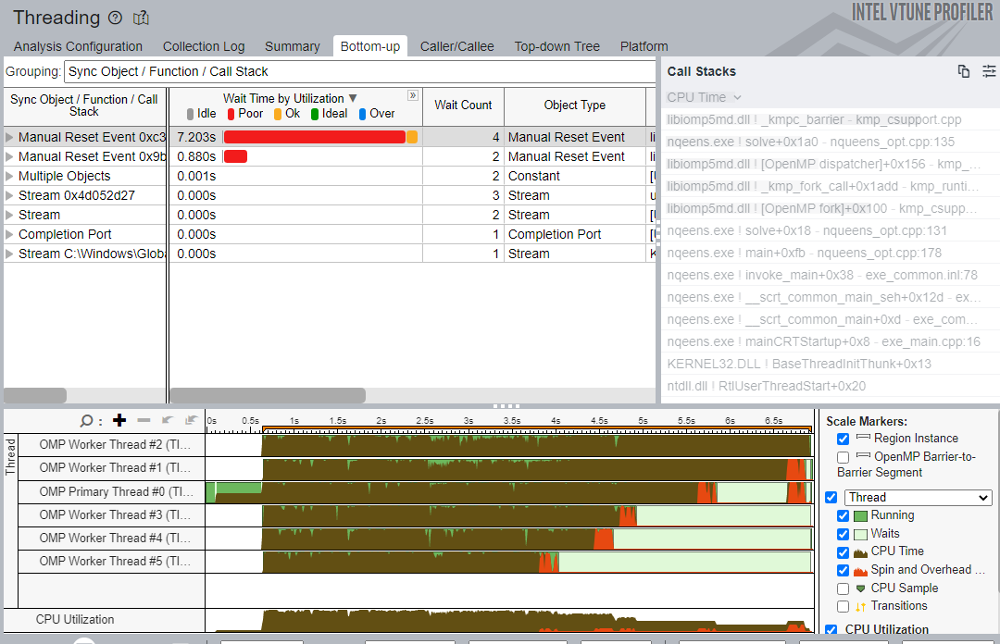 Threading
INTEL VTUNE PROFILER
Analysis Configuration Collection Log Summary Bottom-up Caller/Callee Top-down Tree Platform
Grouping: Sync Object / Function / Call Stack
Sync Object / Function / Call Stack
Wait Time by Utilization
Idle Poor Ok Ideal Over
Wait Count
Object Type
Manual Reset Event 0xc3 7.203s 4 Manual Reset Event
Manual Reset Event 0x9b 0.880s 2 Manual Reset Event
Multiple Objects 0.001s 2 Constant
Stream 0x4d052d27 0.000s 3 Stream
Stream 0.000s 2 Stream
Completion Port 0.000s 1 Completion Port
Stream C:\Windows\Globa 0.000s 1 Stream
Call Stacks
CPU Time
libiomp5md.dll ! _kmpc_barrier - kmp_csupport.cpp
nqeens.exe ! solve+0x1a0 - nqueens_opt.cpp:135
libiomp5md.dll ! [OpenMP dispatcher]+0x156 - kmp_...
libiomp5md.dll ! _kmp_fork_call+0x1add - kmp_runti...
libiomp5md.dll ! [OpenMP fork]+0x100 - kmp_csupp...
nqeens.exe ! solve+0x18 - nqueens_opt.cpp:131
nqeens.exe ! main+0xfb - nqueens_opt.cpp:178
nqeens.exe ! invoke_main+0x38 - exe_common.inl:78
nqeens.exe ! __scrt_common_main_seh+0x12d - ex...
nqeens.exe ! __scrt_common_main+0xd - exe_com...
nqeens.exe ! mainCRTStartup+0x8 - exe_main.cpp:16
KERNEL32.DLL ! BaseThreadInitThunk+0x13
ntdll.dll ! RtlUserThreadStart+0x20
0s 0.5s 1s 1.5s 2s 2.5s 3s 3.5s 4s 4.5s 5s 5.5s 6s 6.5s
Thread
OMP Worker Thread #2 (TI...
OMP Worker Thread #1 (TI...
OMP Primary Thread #0 (TI...
OMP Worker Thread #3 (TI...
OMP Worker Thread #4 (TI...
OMP Worker Thread #5 (TI...
CPU Utilization
Scale Markers:
Region Instance
OpenMP Barrier-to-
Barrier Segment
Thread
Running
Waits
CPU Time
Spin and Overhead ...
CPU Sample
Transitions
CPU Utilization